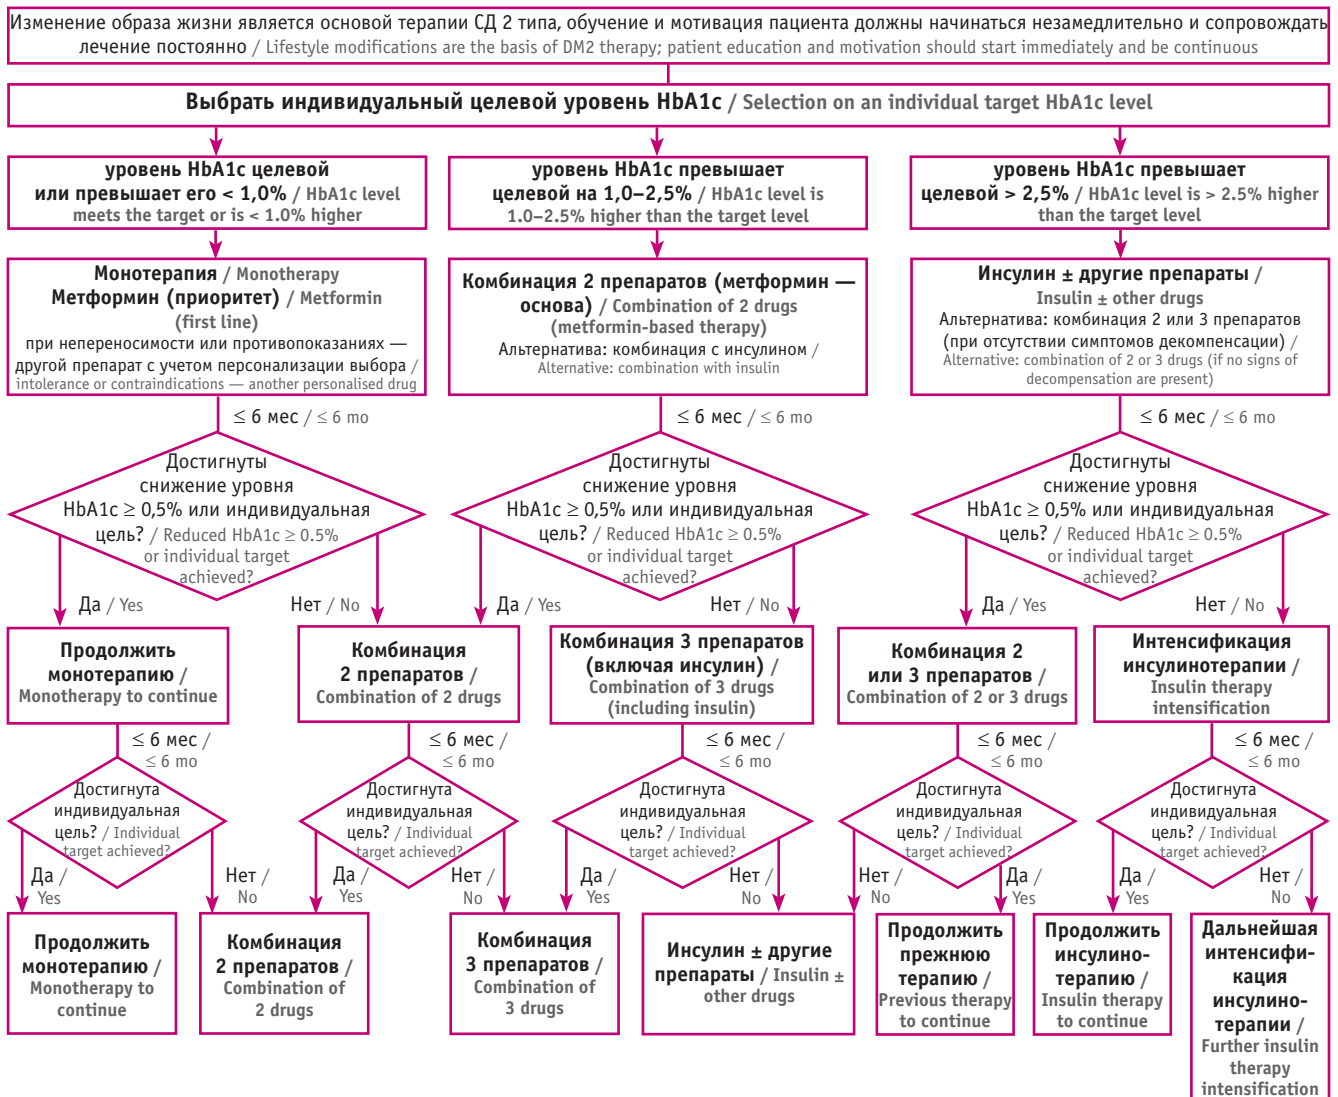 Изменение образа жизни является основой терапии СД 2 типа, обучение и мотивация пациента должны начинаться незамедлительно и сопровождать
лечение постоянно / Lifestyle modifications are the basis of DM2 therapy; patient education and motivation should start immediately and be continuous
Выбрать индивидуальный целевой уровень HbA1c / Selection on an individual target HbA1c level
уровень HbA1c целевой
или превышает его < 1,0% / HbA1c level
meets the target or is < 1.0% higher
уровень HbA1c превышает
целевой на 1,0–2,5% / HbA1c level is
1.0–2.5% higher than the target level
уровень HbA1c превышает
целевой > 2,5% / HbA1c level is > 2.5% higher
than the target level
Монотерапия / Monotherapy
Метформин (приоритет) / Metformin
(first line)
при непереносимости или противопоказаниях —
другой препарат с учетом персонализации выбора /
intolerance or contraindications — another personalised drug
Комбинация 2 препаратов (метформин —
основа) / Combination of 2 drugs
(metformin-based therapy)
Альтернатива: комбинация с инсулином /
Alternative: combination with insulin
Инсулин ± другие препараты /
Insulin ± other drugs
Альтернатива: комбинация 2 или 3 препаратов
(при отсутствии симптомов декомпенсации) /
Alternative: combination of 2 or 3 drugs (if no signs of
decompensation are present)
≤ 6 мес / ≤ 6 mo
≤ 6 мес / ≤ 6 mo
≤ 6 мес / ≤ 6 mo
Достигнуты
снижение уровня
HbA1c ≥ 0,5% или индивидуальная
цель? / Reduced HbA1c ≥ 0.5%
or individual target
achieved?
Достигнуты
снижение уровня
HbA1c ≥ 0,5% или индивидуальная
цель? / Reduced HbA1c ≥ 0.5%
or individual target
achieved?
Достигнуты
снижение уровня
HbA1c ≥ 0,5% или индивидуальная
цель? / Reduced HbA1c ≥ 0.5%
or individual target
achieved?
Да / Yes
Нет / No
Да / Yes
Нет / No
Да / Yes
Нет / No
Продолжить
монотерапию /
Monotherapy to continue
Комбинация
2 препаратов /
Combination of 2 drugs
Комбинация 3 препаратов
(включая инсулин) /
Combination of 3 drugs
(including insulin)
Комбинация 2
или 3 препаратов /
Combination of 2 or 3 drugs
Интенсификация
инсулинотерапии /
Insulin therapy
intensification
≤ 6 мес /
≤ 6 mo
≤ 6 мес /
≤ 6 mo
≤ 6 мес /
≤ 6 mo
≤ 6 мес /
≤ 6 mo
≤ 6 мес /
≤ 6 mo
Достигнута
индивидуальная
цель? / Individual
target achieved?
Достигнута
индивидуальная
цель? / Individual
target achieved?
Достигнута
индивидуальная
цель? / Individual
target achieved?
Достигнута
индивидуальная
цель? / Individual
target achieved?
Достигнута
индивидуальная
цель? / Individual
target achieved?
Да /
Yes
Нет /
No
Да /
Yes
Нет /
No
Да /
Yes
Нет /
No
Нет /
No
Да /
Yes
Да /
Yes
Нет /
No
Продолжить
монотерапию /
Monotherapy to
continue
Комбинация
2 препаратов /
Combination of
2 drugs
Комбинация
3 препаратов /
Combination of
3 drugs
Инсулин ± другие
препараты / Insulin ±
other drugs
Продолжить
прежнюю
терапию /
Previous therapy
to continue
Продолжить
инсулино-
терапию /
Insulin therapy
to continue
Дальнейшая
интенсифи-
кация
инсулино-
терапии /
Further insulin
therapy
intensification